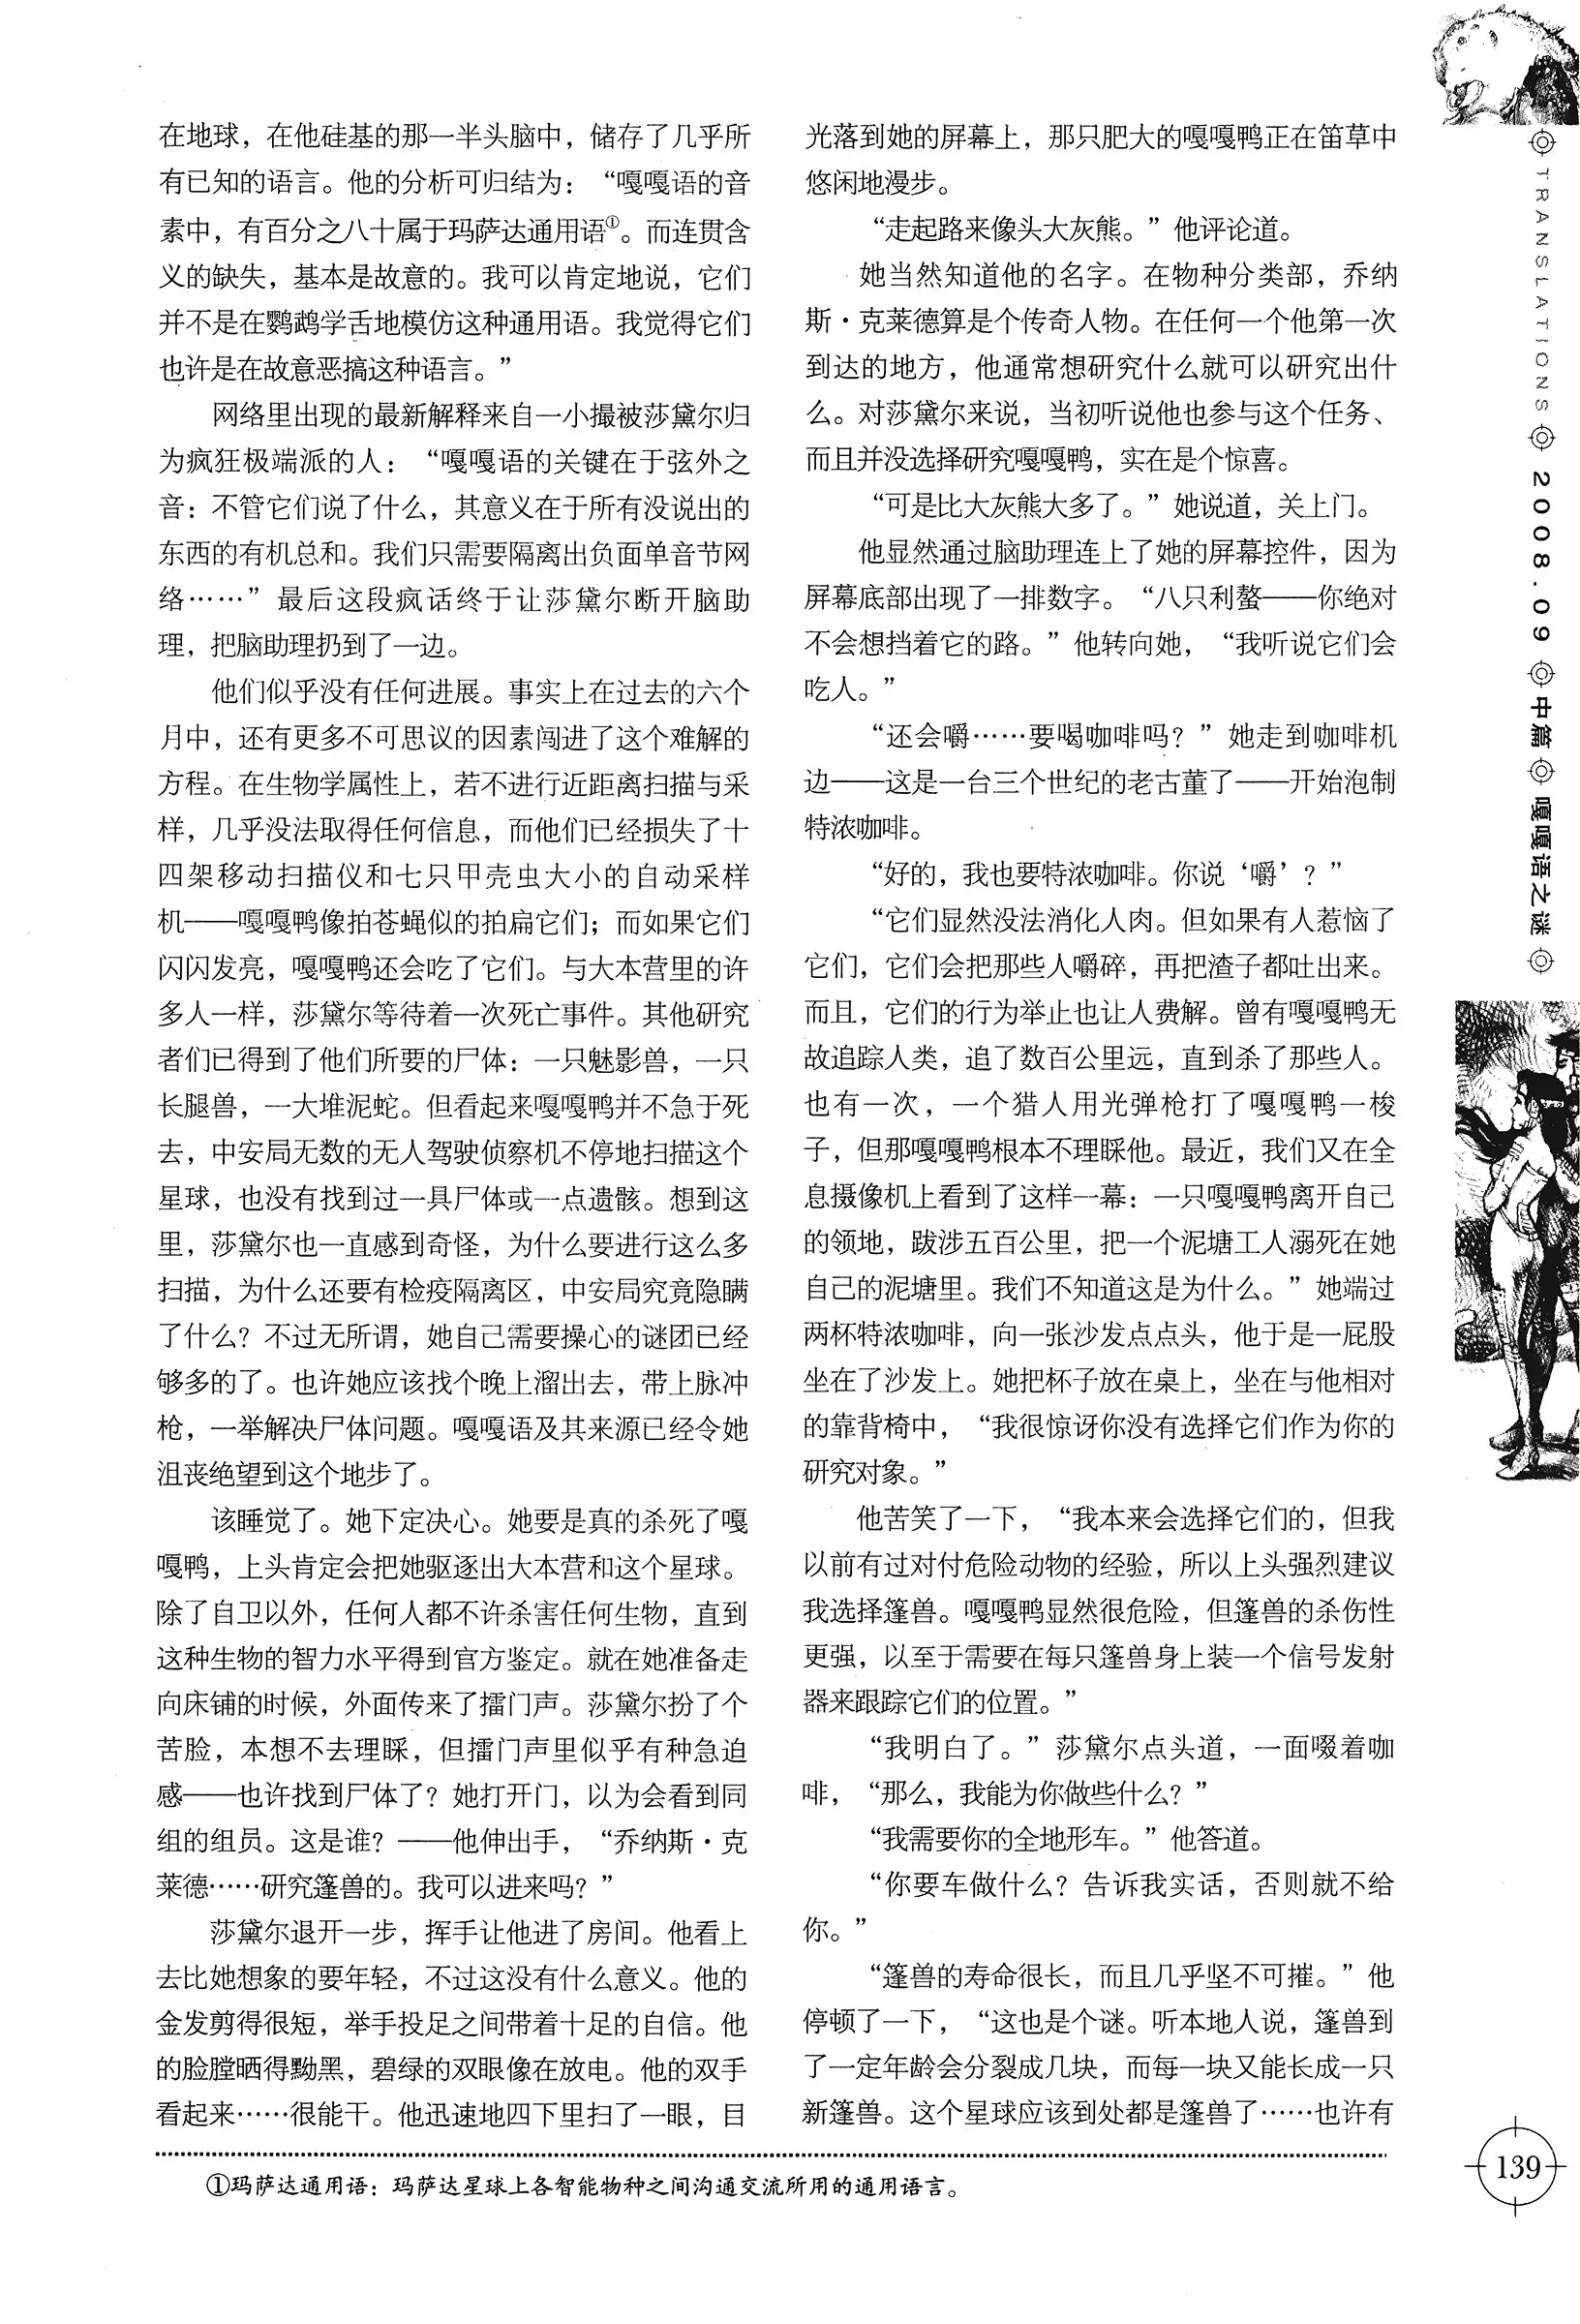 在地球，在他硅基的那一半头脑中，储存了几乎所
有已知的语言。他的分析可归结为：“嘎嘎语的音
素中，有百分之八十属于玛萨达通用语①。而连贯含
义的缺失，基本是故意的。我可以肯定地说，它们
并不是在鹦鹉学舌地模仿这种通用语。我觉得它们
也许是在故意恶搞这种语言。”
网络里出现的最新解释来自一小撮被莎黛尔归
为疯狂极端派的人：“嘎嘎语的关键在于弦外之
音：不管它们说了什么，其意义在于所有没说出的
东西的有机总和。我们只需要隔离出负面单音节网
络……”最后这段疯话终于让莎黛尔断开脑助
理，把脑助理扔到了一边。
他们似乎没有任何进展。事实上在过去的六个
月中，还有更多不可思议的因素闯进了这个难解的
方程。在生物学属性上，若不进行近距离扫描与采
样，几乎没法取得任何信息，而他们已经损失了十
四架移动扫描仪和七只甲壳虫大小的自动采样
机——嘎嘎鸭像拍苍蝇似的拍扁它们；而如果它们
闪闪发亮，嘎嘎鸭还会吃了它们。与大本营里的许
多人一样，莎黛尔等待着一次死亡事件。其他研究
者们已得到了他们所要的尸体：一只魅影兽，一只
长腿兽，一大堆泥蛇。但看起来嘎嘎鸭并不急于死
去，中安局无数的无人驾驶侦察机不停地扫描这个
星球，也没有找到过一具尸体或一点遗骸。想到这
里，莎黛尔也一直感到奇怪，为什么要进行这么多
扫描，为什么还要有检疫隔离区，中安局究竟隐瞒
了什么？不过无所谓，她自己需要操心的谜团已经
够多的了。也许她应该找个晚上溜出去，带上脉冲
枪，一举解决尸体问题。嘎嘎语及其来源已经令她
沮丧绝望到这个地步了。
该睡觉了。她下定决心。她要是真的杀死了嘎
嘎鸭，上头肯定会把她驱逐出大本营和这个星球。
除了自卫以外，任何人都不许杀害任何生物，直到
这种生物的智力水平得到官方鉴定。就在她准备走
向床铺的时候，外面传来了擂门声。莎黛尔扮了个
苦脸，本想不去理睬，但擂门声里似乎有种急迫
感——也许找到尸体了？她打开门，以为会看到同
组的组员。这是谁？——他伸出手，“乔纳斯·克
莱德……研究篷兽的。我可以进来吗？”
莎黛尔退开一步，挥手让他进了房间。他看上
去比她想象的要年轻，不过这没有什么意义。他的
金发剪得很短，举手投足之间带着十足的自信。他
的脸膛晒得黝黑，碧绿的双眼像在放电。他的双手
看起来……很能干。他迅速地四下里扫了一眼，目
光落到她的屏幕上，那只肥大的嘎嘎鸭正在笛草中
悠闲地漫步。
“走起路来像头大灰熊。”他评论道。
她当然知道他的名字。在物种分类部，乔纳
斯·克莱德算是个传奇人物。在任何一个他第一次
到达的地方，他通常想研究什么就可以研究出什
么。对莎黛尔来说，当初听说他也参与这个任务、
而且并没选择研究嘎嘎鸭，实在是个惊喜。
“可是比大灰熊大多了。”她说道，关上门。
他显然通过脑助理连上了她的屏幕控件，因为
屏幕底部出现了一排数字。“八只利螯——你绝对
不会想挡着它的路。”他转向她，“我听说它们会
吃人。”
“还会嚼……要喝咖啡吗？”她走到咖啡机
边——这是一台三个世纪的老古董了——开始泡制
特浓咖啡。
“好的，我也要特浓咖啡。你说‘嚼’？”
“它们显然没法消化人肉。但如果有人惹恼了
它们，它们会把那些人嚼碎，再把渣子都吐出来。
而且，它们的行为举止也让人费解。曾有嘎嘎鸭无
故追踪人类，追了数百公里远，直到杀了那些人。
也有一次，一个猎人用光弹枪打了嘎嘎鸭一梭
子，但那嘎嘎鸭根本不理睬他。最近，我们又在全
息摄像机上看到了这样一幕：一只嘎嘎鸭离开自己
的领地，跋涉五百公里，把一个泥塘工人溺死在她
自己的泥塘里。我们不知道这是为什么。”她端过
两杯特浓咖啡，向一张沙发点点头，他于是一屁股
坐在了沙发上。她把杯子放在桌上，坐在与他相对
的靠背椅中，“我很惊讶你没有选择它们作为你的
研究对象。”
他苦笑了一下，“我本来会选择它们的，但我
以前有过对付危险动物的经验，所以上头强烈建议
我选择篷兽。嘎嘎鸭显然很危险，但篷兽的杀伤性
更强，以至于需要在每只篷兽身上装一个信号发射
器来跟踪它们的位置。”
“我明白了。”莎黛尔点头道，一面啜着咖
啡，“那么，我能为你做些什么？”
“我需要你的全地形车。”他答道。
“你要车做什么？告诉我实话，否则就不给
你。”
“篷兽的寿命很长，而且几乎坚不可摧。”他
停顿了一下，“这也是个谜。听本地人说，篷兽到
了一定年龄会分裂成几块，而每一块又能长成一只
新篷兽。这个星球应该到处都是篷兽了……也许有
①玛萨达通用语：玛萨达星球上各智能物种之间沟通交流所用的通用语言。
TRANSLATIONS 2008.09 中篇 嘎嘎语之谜
139